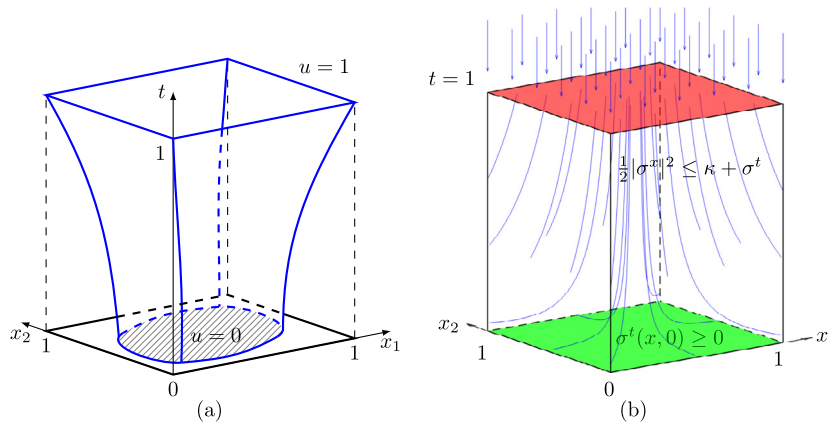 t
u = 1
1
u = 0
x₂
1
1
x₁
0
(a)
t = 1
½|σˣ|² ≤ κ + σᵗ
x₂
σᵗ(x, 0) ≥ 0
x
1
1
0
(b)